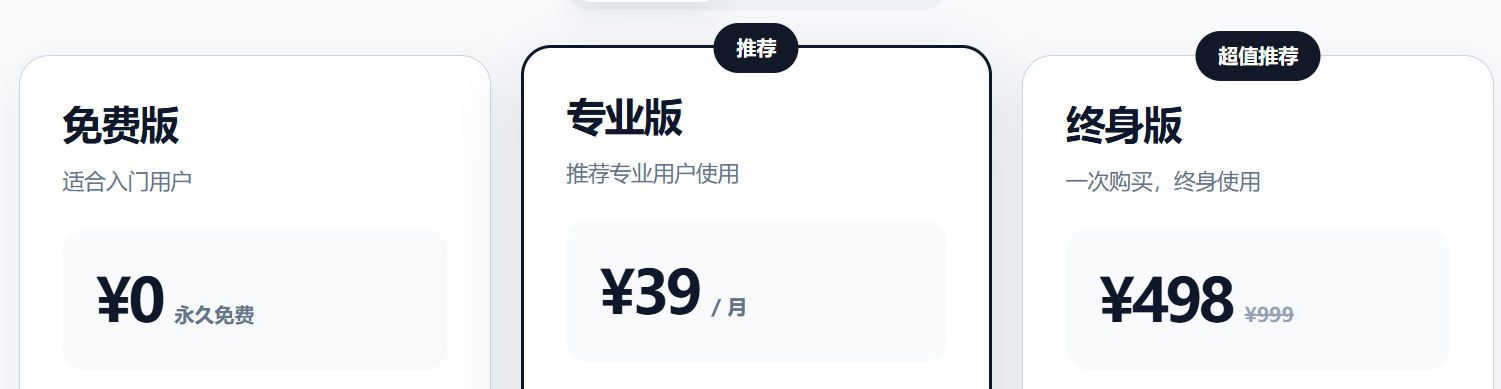 免费版
适合入门用户
¥0 永久免费
推荐
专业版
推荐专业用户使用
¥39 / 月
超值推荐
终身版
一次购买，终身使用
¥498 ¥999